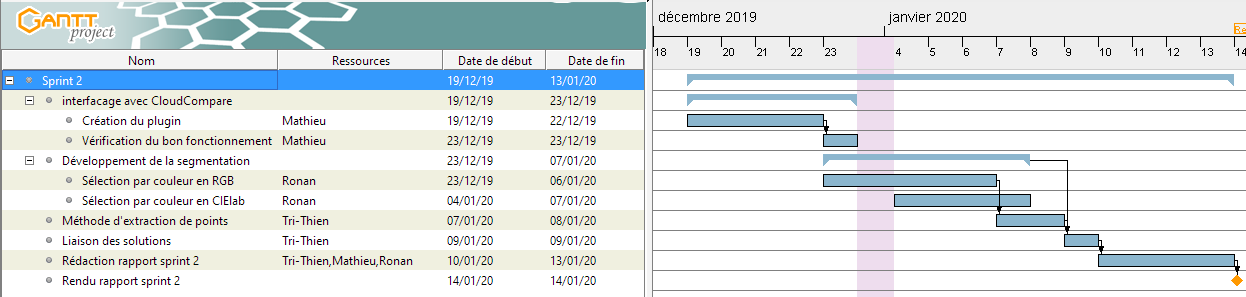 GANTT
project
décembre 2019 janvier 2020
18 19 20 21 22 23 4 5 6 7 8 9 10 11 12 13 14
Nom Ressources Date de début Date de fin
Sprint 2 19/12/19 13/01/20
interfacage avec CloudCompare 19/12/19 23/12/19
Création du plugin Mathieu 19/12/19 22/12/19
Vérification du bon fonctionnement Mathieu 23/12/19 23/12/19
Développement de la segmentation 23/12/19 07/01/20
Sélection par couleur en RGB Ronan 23/12/19 06/01/20
Sélection par couleur en CIElab Ronan 04/01/20 07/01/20
Méthode d'extraction de points Tri-Thien 07/01/20 08/01/20
Liaison des solutions Tri-Thien 09/01/20 09/01/20
Rédaction rapport sprint 2 Tri-Thien,Mathieu,Ronan 10/01/20 13/01/20
Rendu rapport sprint 2 14/01/20 14/01/20